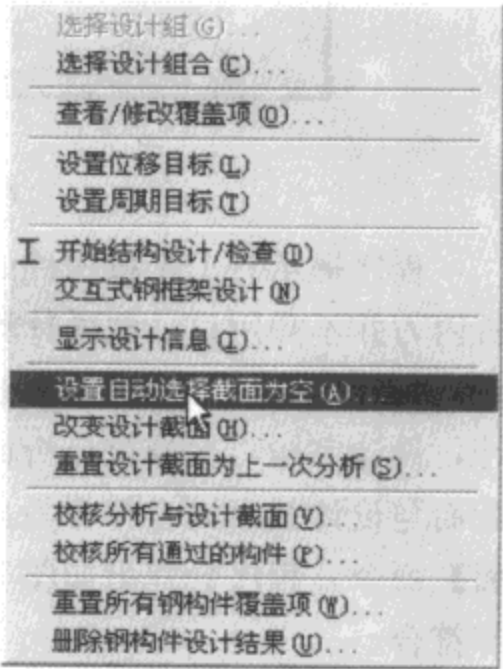 选择设计组(G)...
选择设计组合(C)...
查看/修改覆盖项(O)...
设置位移目标(L)
设置周期目标(T)
开始结构设计/检查(D)
交互式钢框架设计(N)
显示设计信息(I)...
设置自动选择截面为空(A)
改变设计截面(H)...
重置设计截面为上一次分析(S)...
校核分析与设计截面(V)...
校核所有通过的构件(P)...
重置所有钢构件覆盖项(W)...
删除钢构件设计结果(U)...